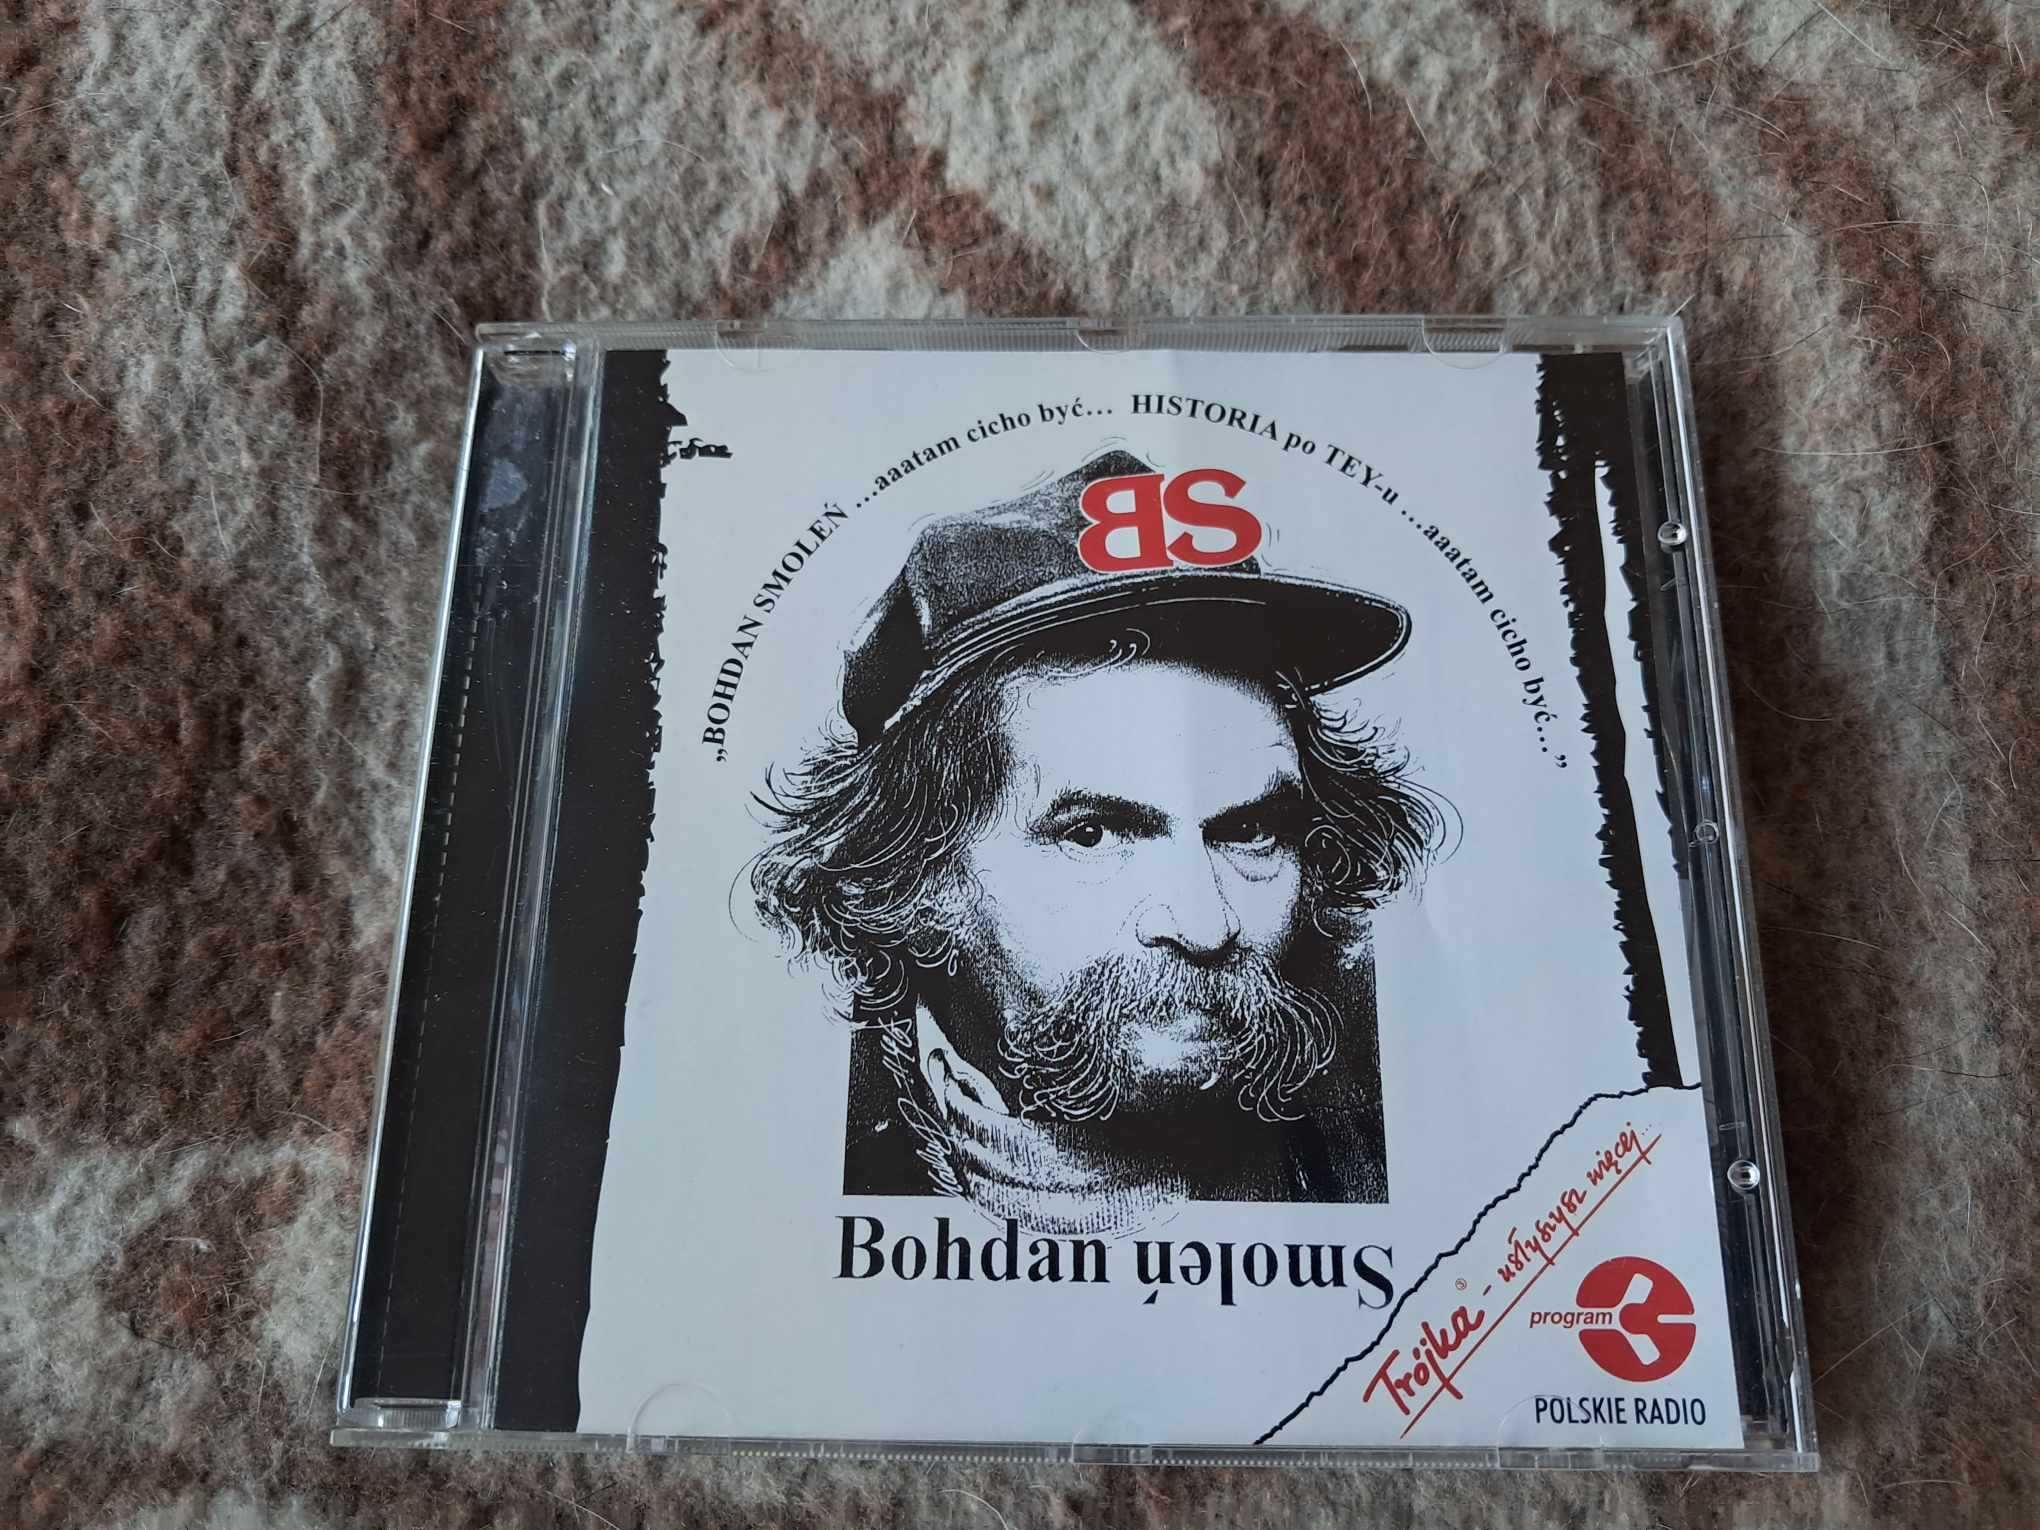 „BOHDAN SMOLEŃ ...aaatam cicho być... HISTORIA po TEY-u ...aaatam cicho być...”
BS
Bohdan Smoleń
Trójka - usłyszysz więcej...
program 3
POLSKIE RADIO